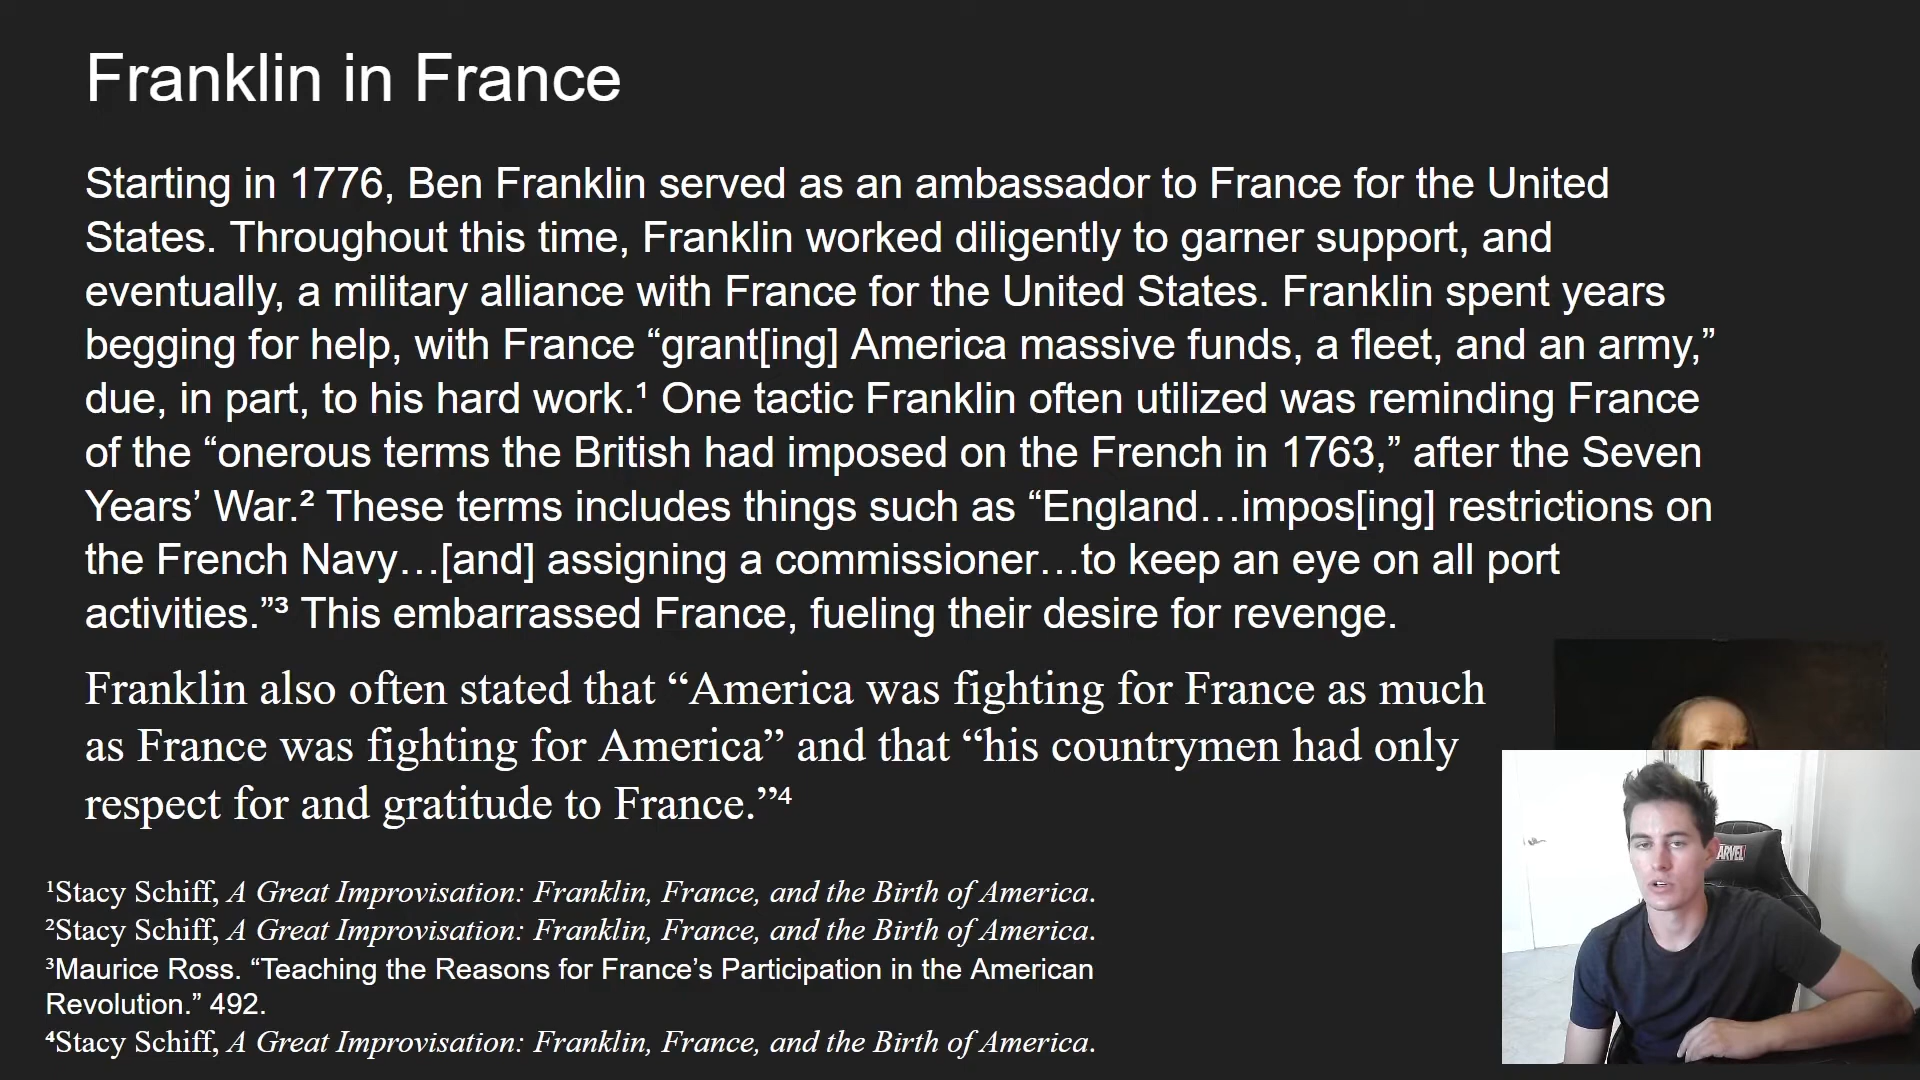 Franklin in France
Starting in 1776, Ben Franklin served as an ambassador to France for the United
States. Throughout this time, Franklin worked diligently to garner support, and
eventually, a military alliance with France for the United States. Franklin spent years
begging for help, with France “grant[ing] America massive funds, a fleet, and an army,”
due, in part, to his hard work.¹ One tactic Franklin often utilized was reminding France
of the “onerous terms the British had imposed on the French in 1763,” after the Seven
Years’ War.² These terms includes things such as “England…impos[ing] restrictions on
the French Navy…[and] assigning a commissioner…to keep an eye on all port
activities.”³ This embarrassed France, fueling their desire for revenge.
Franklin also often stated that “America was fighting for France as much
as France was fighting for America” and that “his countrymen had only
respect for and gratitude to France.”⁴
ARVEL
¹Stacy Schiff, A Great Improvisation: Franklin, France, and the Birth of America.
²Stacy Schiff, A Great Improvisation: Franklin, France, and the Birth of America.
³Maurice Ross. “Teaching the Reasons for France’s Participation in the American
Revolution.” 492.
⁴Stacy Schiff, A Great Improvisation: Franklin, France, and the Birth of America.